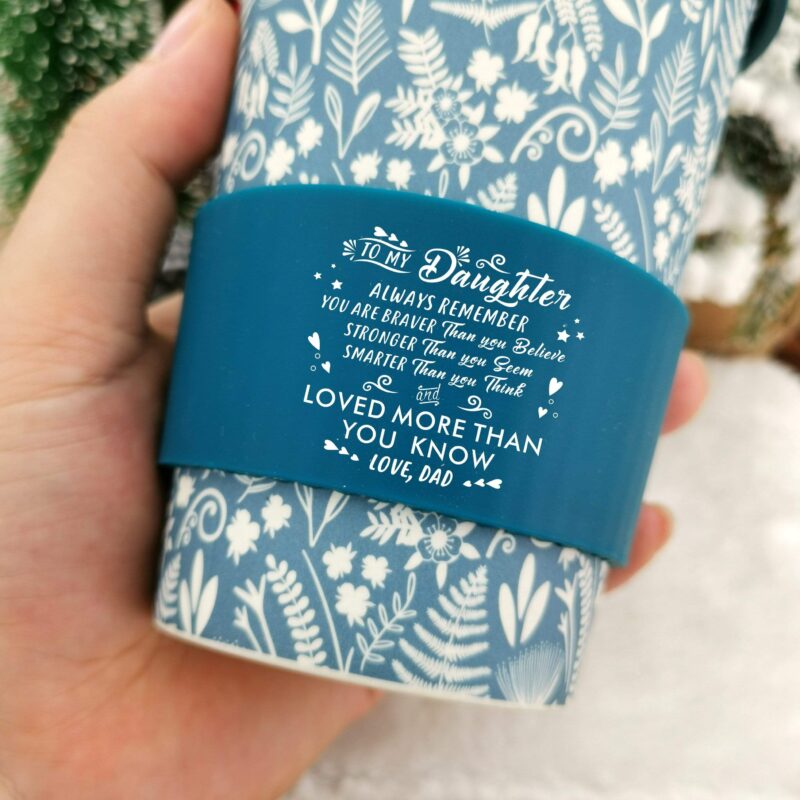 TO MY Daughter
ALWAYS REMEMBER
YOU ARE BRAVER Than you Believe
STRONGER Than you Seem
SMARTER Than you Think
and
LOVED MORE THAN
YOU KNOW
LOVE, DAD